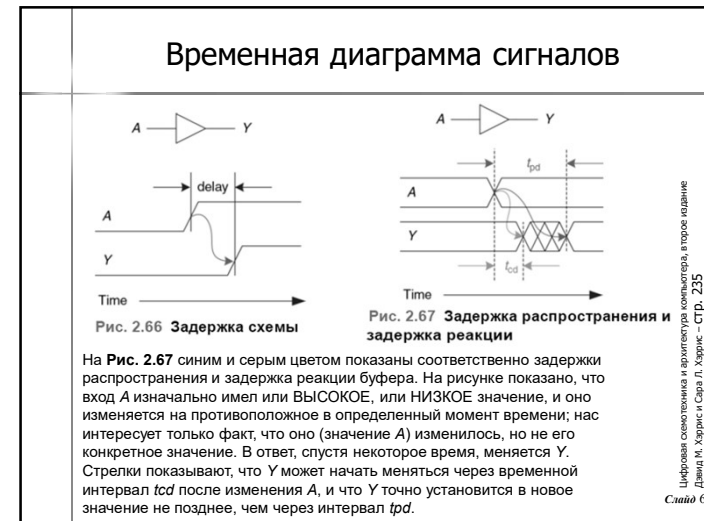 Временная диаграмма сигналов
A
Y
delay
A
Y
Time
Рис. 2.66 Задержка схемы
A
Y
tpd
A
Y
tcd
Time
Рис. 2.67 Задержка распространения и
задержка реакции
На Рис. 2.67 синим и серым цветом показаны соответственно задержки
распространения и задержка реакции буфера. На рисунке показано, что
вход A изначально имел или ВЫСОКОЕ, или НИЗКОЕ значение, и оно
изменяется на противоположное в определенный момент времени; нас
интересует только факт, что оно (значение A) изменилось, но не его
конкретное значение. В ответ, спустя некоторое время, меняется Y.
Стрелки показывают, что Y может начать меняться через временной
интервал tcd после изменения A, и что Y точно установится в новое
значение не позднее, чем через интервал tpd.
Цифровая схемотехника и архитектура компьютера, второе издание
Дэвид М. Хэррис и Сара Л. Хэррис – стр. 235
Слайд 6